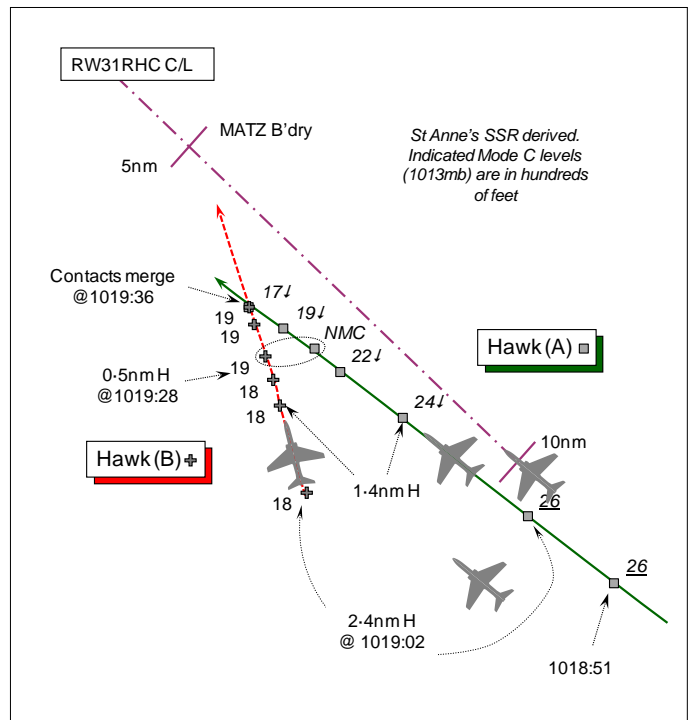 RW31RHC C/L
MATZ B'dry
5nm
St Anne's SSR derived.
Indicated Mode C levels
(1013mb) are in hundreds
of feet
Contacts merge
@1019:36
17↓
19
19↓
19
NMC
Hawk (A)
0·5nm H
@1019:28
19
22↓
18
18
24↓
Hawk (B)
10nm
1·4nm H
18
26
26
2·4nm H
@ 1019:02
1018:51